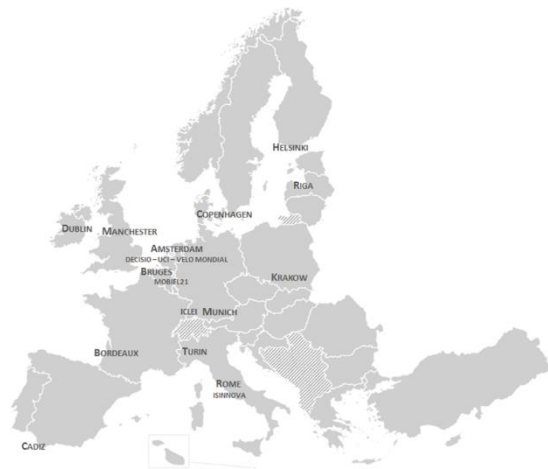 HELSINKI
RIGA
COPENHAGEN
DUBLIN
MANCHESTER
AMSTERDAM
DECISIO – UCI – VELO MONDIAL
BRUGES
MOBIEL21
KRAKOW
ICLEI MUNICH
BORDEAUX
TURIN
ROME
ISINNOVA
CADIZ